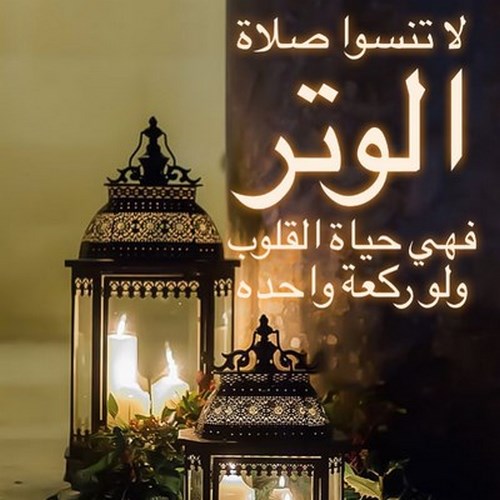 لا تنسوا صلاة
الوتر
فهي حياة القلوب
ولو ركعة واحده